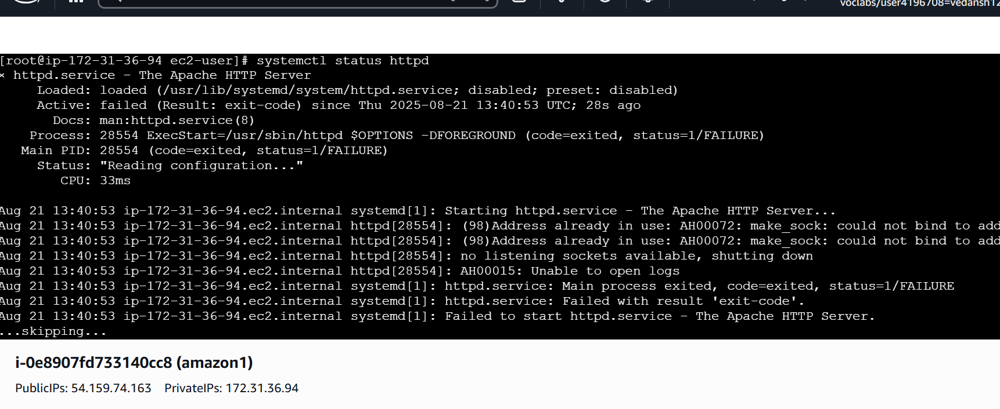 voclabs/user4196708=vedansh12
[root@ip-172-31-36-94 ec2-user]# systemctl status httpd
× httpd.service - The Apache HTTP Server
Loaded: loaded (/usr/lib/systemd/system/httpd.service; disabled; preset: disabled)
Active: failed (Result: exit-code) since Thu 2025-08-21 13:40:53 UTC; 28s ago
Docs: man:httpd.service(8)
Process: 28554 ExecStart=/usr/sbin/httpd $OPTIONS -DFOREGROUND (code=exited, status=1/FAILURE)
Main PID: 28554 (code=exited, status=1/FAILURE)
Status: "Reading configuration..."
CPU: 33ms
Aug 21 13:40:53 ip-172-31-36-94.ec2.internal systemd[1]: Starting httpd.service - The Apache HTTP Server...
Aug 21 13:40:53 ip-172-31-36-94.ec2.internal httpd[28554]: (98)Address already in use: AH00072: make_sock: could not bind to add
Aug 21 13:40:53 ip-172-31-36-94.ec2.internal httpd[28554]: (98)Address already in use: AH00072: make_sock: could not bind to add
Aug 21 13:40:53 ip-172-31-36-94.ec2.internal httpd[28554]: no listening sockets available, shutting down
Aug 21 13:40:53 ip-172-31-36-94.ec2.internal httpd[28554]: AH00015: Unable to open logs
Aug 21 13:40:53 ip-172-31-36-94.ec2.internal systemd[1]: httpd.service: Main process exited, code=exited, status=1/FAILURE
Aug 21 13:40:53 ip-172-31-36-94.ec2.internal systemd[1]: httpd.service: Failed with result 'exit-code'.
Aug 21 13:40:53 ip-172-31-36-94.ec2.internal systemd[1]: Failed to start httpd.service - The Apache HTTP Server.
...skipping...
i-0e8907fd733140cc8 (amazon1)
PublicIPs: 54.159.74.163 PrivateIPs: 172.31.36.94